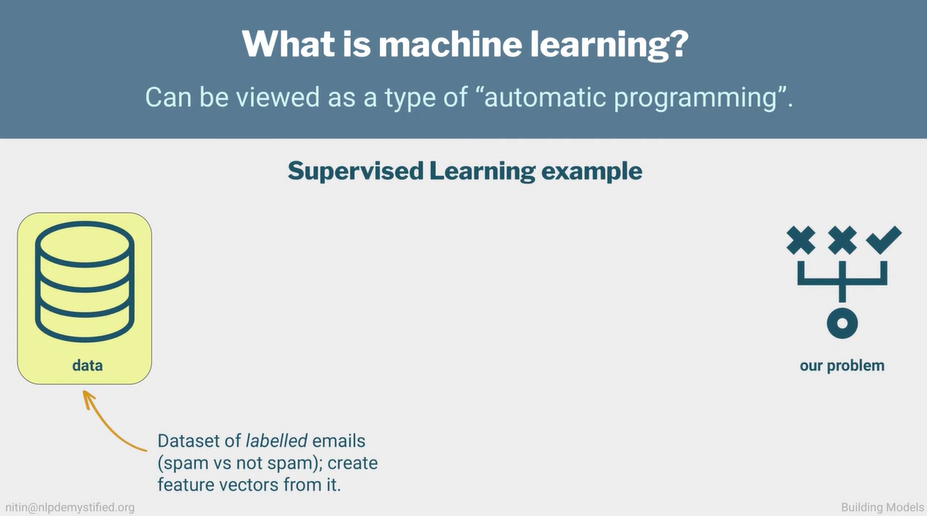 What is machine learning?
Can be viewed as a type of “automatic programming”.
Supervised Learning example
data
our problem
Dataset of labelled emails
(spam vs not spam); create
feature vectors from it.
nitin@nlpdemystified.org
Building Models